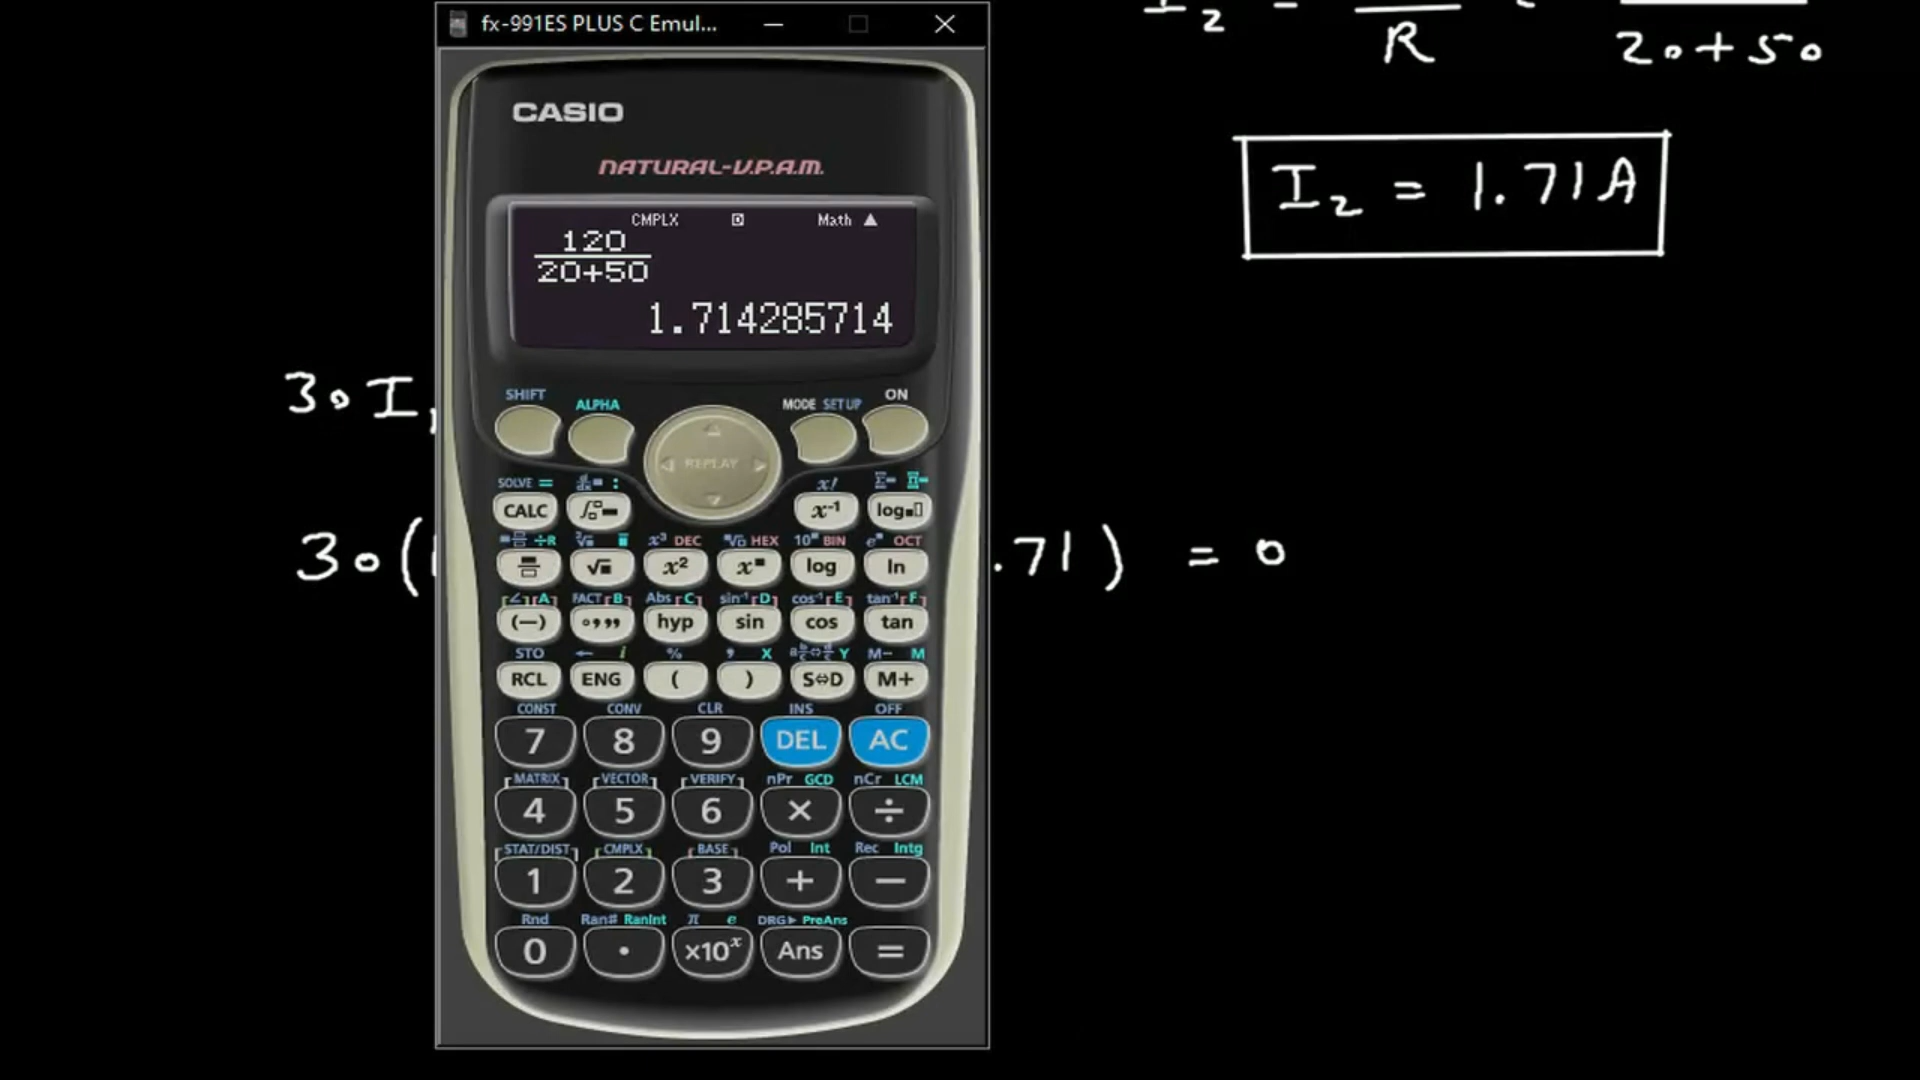 fx-991ES PLUS C Emul...
I₂ = R 20+50
CASIO
NATURAL-V.P.A.M.
CMPLX D Math ▲
120
20+50
1.714285714
I₂ = 1.71A
SHIFT ALPHA MODE SETUP ON
REPLAY
30I₁
SOLVE = : x! Σ- Π-
CALC x⁻¹ log
30( .71) = 0
÷R x³ DEC HEX 10 BIN e OCT
√ x² x log ln
∠ A FACT B Abs C sin⁻¹ D cos⁻¹ E tan⁻¹ F
(−) °,,, hyp sin cos tan
STO ← i % , X Y M− M
RCL ENG ( ) S⇔D M+
CONST CONV CLR INS OFF
7 8 9 DEL AC
MATRIX VECTOR VERIFY nPr GCD nCr LCM
4 5 6 × ÷
STAT/DIST CMPLX BASE Pol Int Rec Intg
1 2 3 + −
Rnd Ran# RanInt π e DRG▶ PreAns
0 · ×10ˣ Ans =